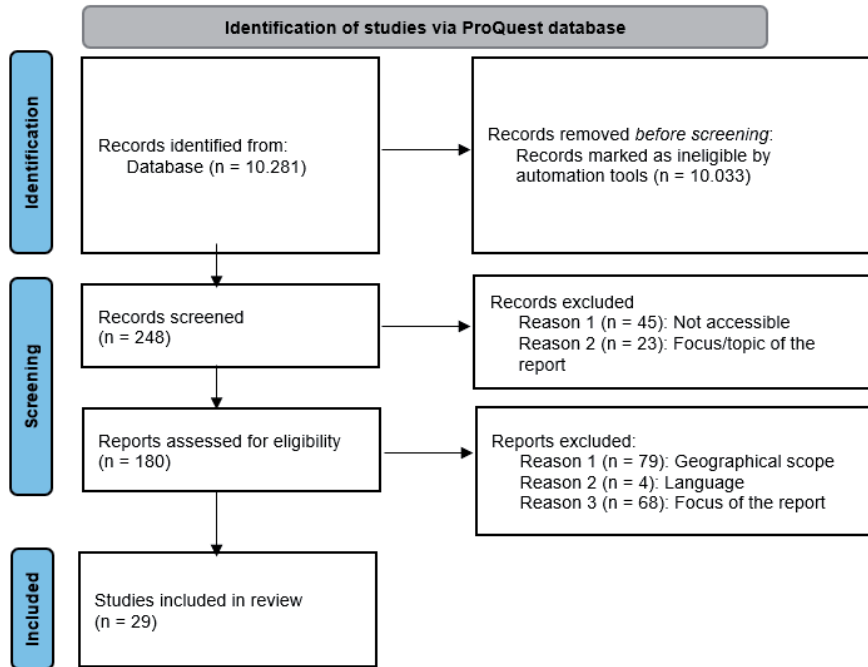 Identification of studies via ProQuest database
Identification
Records identified from:
Database (n = 10.281)
Records removed before screening:
Records marked as ineligible by
automation tools (n = 10.033)
Screening
Records screened
(n = 248)
Records excluded
Reason 1 (n = 45): Not accessible
Reason 2 (n = 23): Focus/topic of the
report
Reports assessed for eligibility
(n = 180)
Reports excluded:
Reason 1 (n = 79): Geographical scope
Reason 2 (n = 4): Language
Reason 3 (n = 68): Focus of the report
Included
Studies included in review
(n = 29)